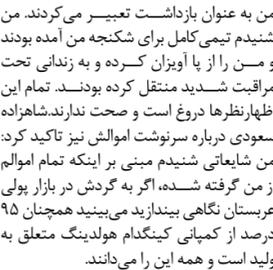 من به عنوان بازداشت تعبیر می‌کردند. من
شنیدم تیمی کامل برای شکنجه من آمده بودند
و من را از پا آویزان کرده و به زندانی تحت
مراقبت شدید منتقل کرده بودند. تمام این
ظهارنظرها دروغ است و صحت ندارند.شاهزاده
سعودی درباره سرنوشت اموالش نیز تاکید کرد:
من شایعاتی شنیدم مبنی بر اینکه تمام اموالم
از من گرفته شده، اگر به گردش در بازار پولی
عربستان نگاهی بیندازید می‌بینید همچنان ۹۵
درصد از کمپانی کینگدام هولدینگ متعلق به
ولید است و همه این را می‌دانند.